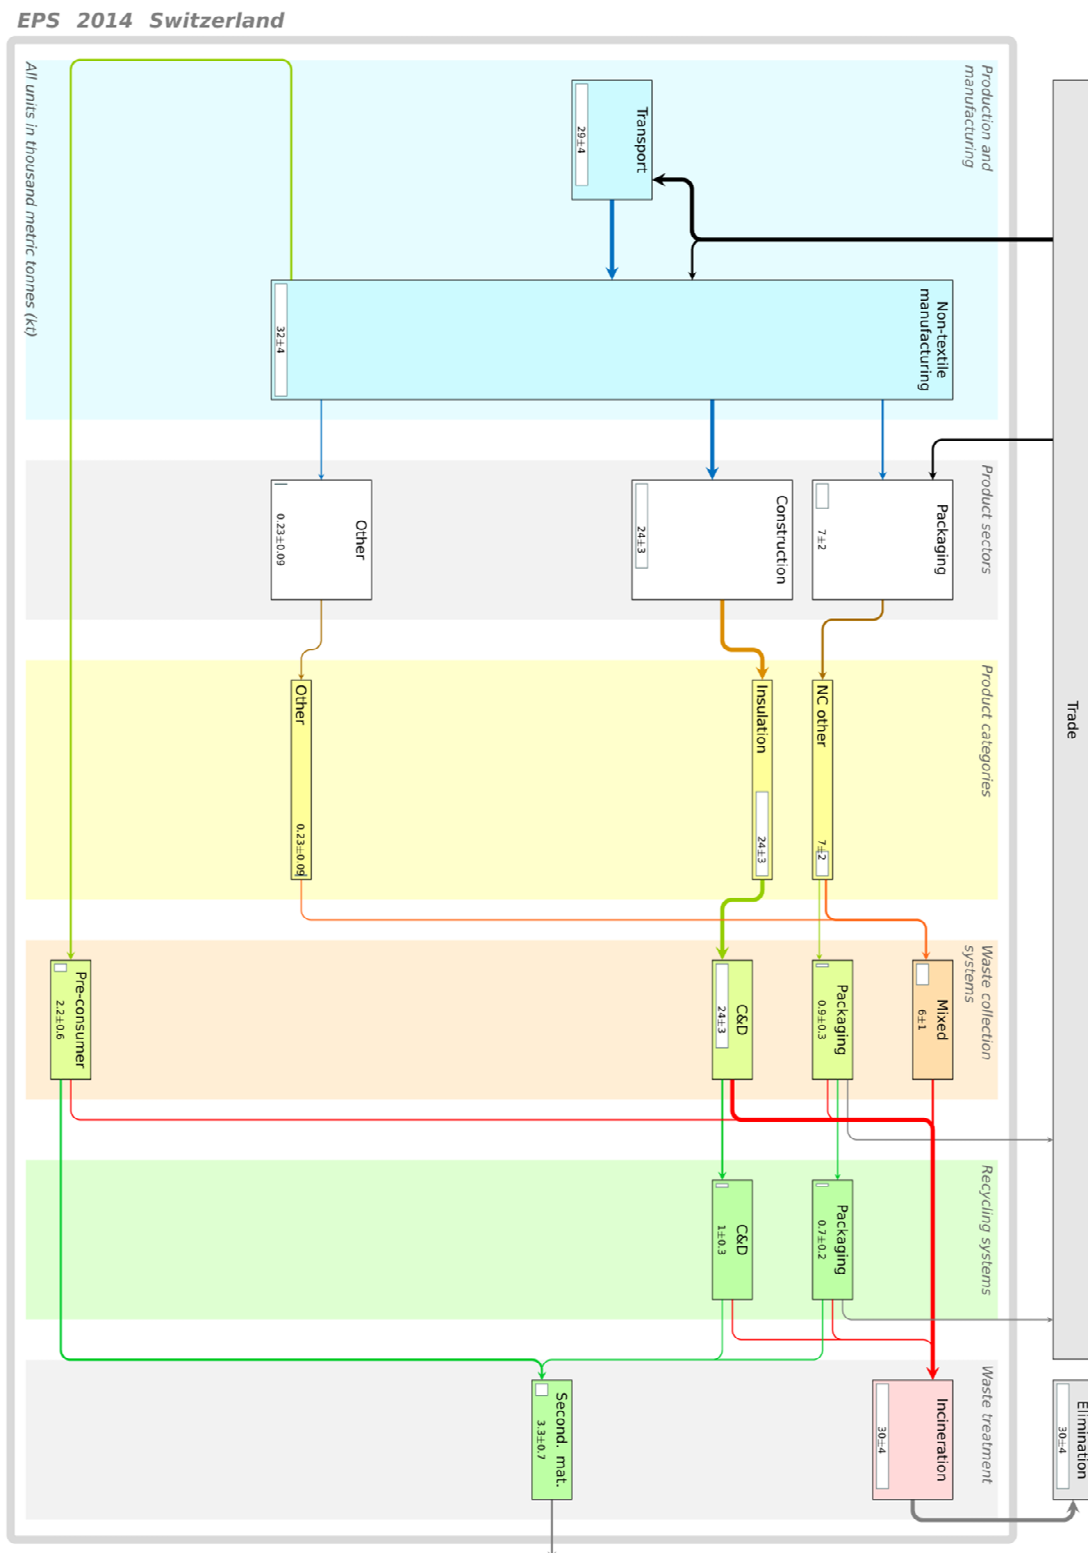 EPS 2014 Switzerland
All units in thousand metric tonnes (kt)
Production and
manufacturing
Transport
29±4
Non-textile
manufacturing
32±4
Product sectors
Packaging
7±2
Construction
24±3
Other
0.23±0.09
Product categories
NC other
7±2
Insulation
24±3
Other
0.23±0.09
Waste collection
systems
Mixed
6±1
Packaging
0.9±0.3
C&D
24±3
Pre-consumer
2.2±0.6
Recycling systems
Packaging
0.7±0.2
C&D
1±0.3
Waste treatment
Incineration
30±4
Second. mat.
3.3±0.7
Trade
Elimination
30±4